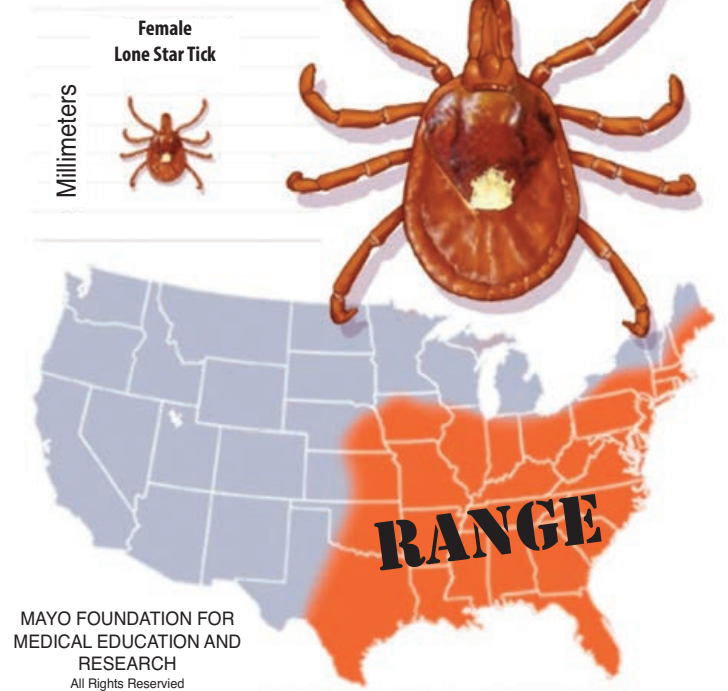 Female
Lone Star Tick
Millimeters
RANGE
MAYO FOUNDATION FOR
MEDICAL EDUCATION AND
RESEARCH
All Rights Reservied